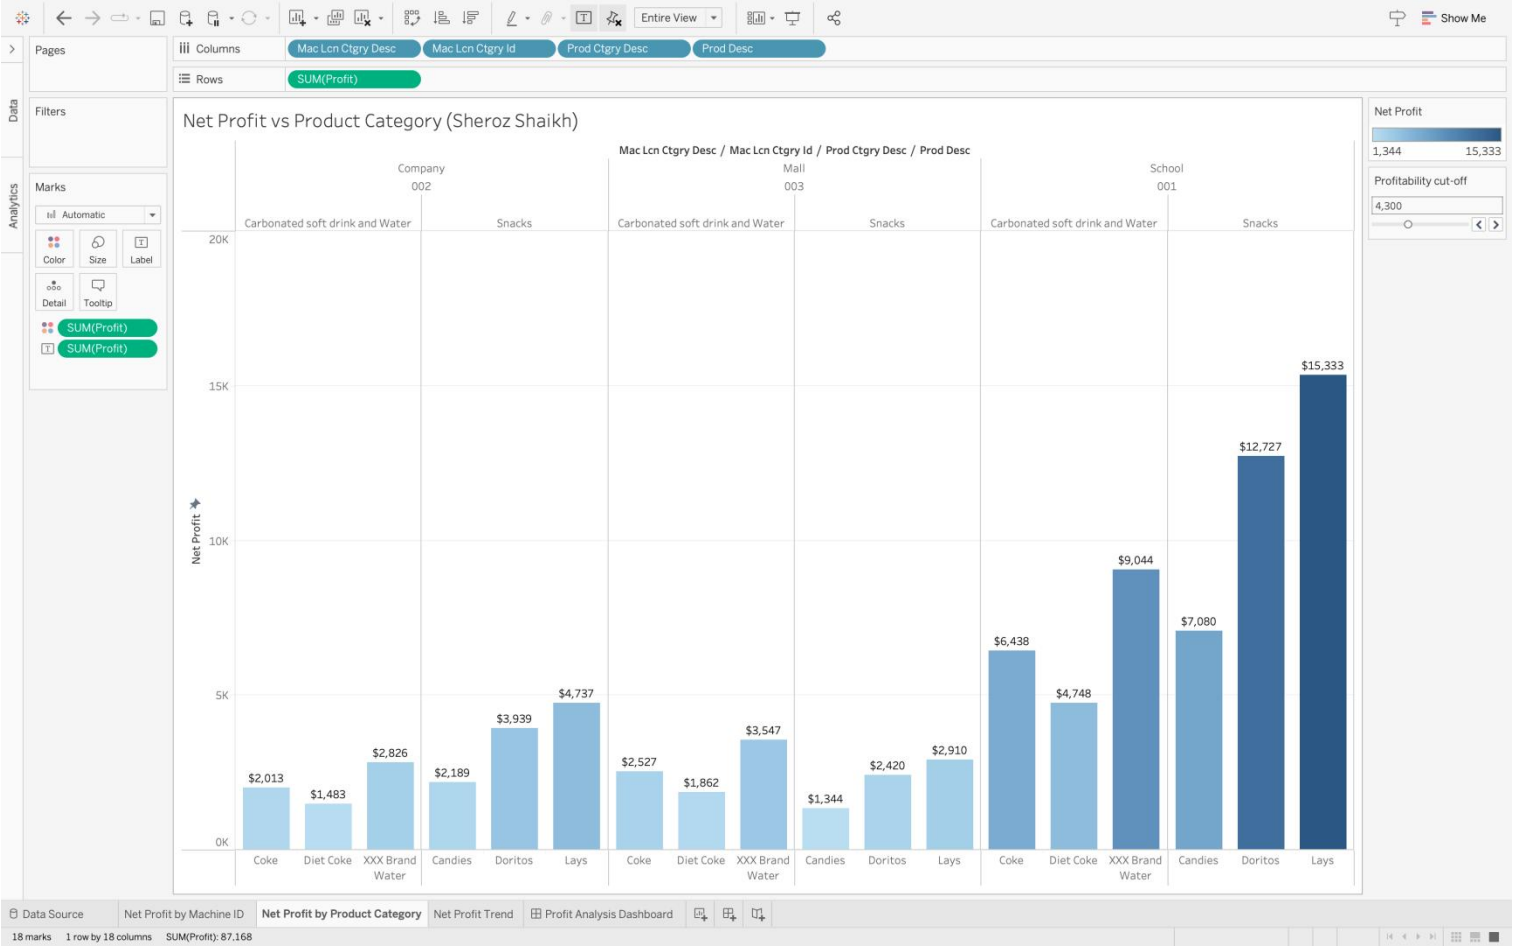 Entire View
Show Me
Data
Analytics
Pages
Filters
Marks
Automatic
Color Size Label
Detail Tooltip
SUM(Profit)
SUM(Profit)
Columns Mac Lcn Ctgry Desc Mac Lcn Ctgry Id Prod Ctgry Desc Prod Desc
Rows SUM(Profit)
Net Profit vs Product Category (Sheroz Shaikh)
Mac Lcn Ctgry Desc / Mac Lcn Ctgry Id / Prod Ctgry Desc / Prod Desc
Company Mall School
002 003 001
Carbonated soft drink and Water Snacks Carbonated soft drink and Water Snacks Carbonated soft drink and Water Snacks
20K
15K
10K
5K
0K
Net Profit
$2,013 $1,483 $2,826 $2,189 $3,939 $4,737 $2,527 $1,862 $3,547 $1,344 $2,420 $2,910 $6,438 $4,748 $9,044 $7,080 $12,727 $15,333
Coke Diet Coke XXX Brand Candies Doritos Lays Coke Diet Coke XXX Brand Candies Doritos Lays Coke Diet Coke XXX Brand Candies Doritos Lays
Water Water Water
Net Profit
1,344 15,333
Profitability cut-off
4,300
Data Source Net Profit by Machine ID Net Profit by Product Category Net Profit Trend Profit Analysis Dashboard
18 marks 1 row by 18 columns SUM(Profit): 87,168